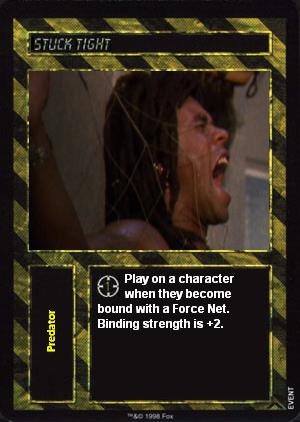 STUCK TIGHT
Predator
Play on a character
when they become
bound with a Force Net.
Binding strength is +2.
EVENT
™&© 1998 Fox